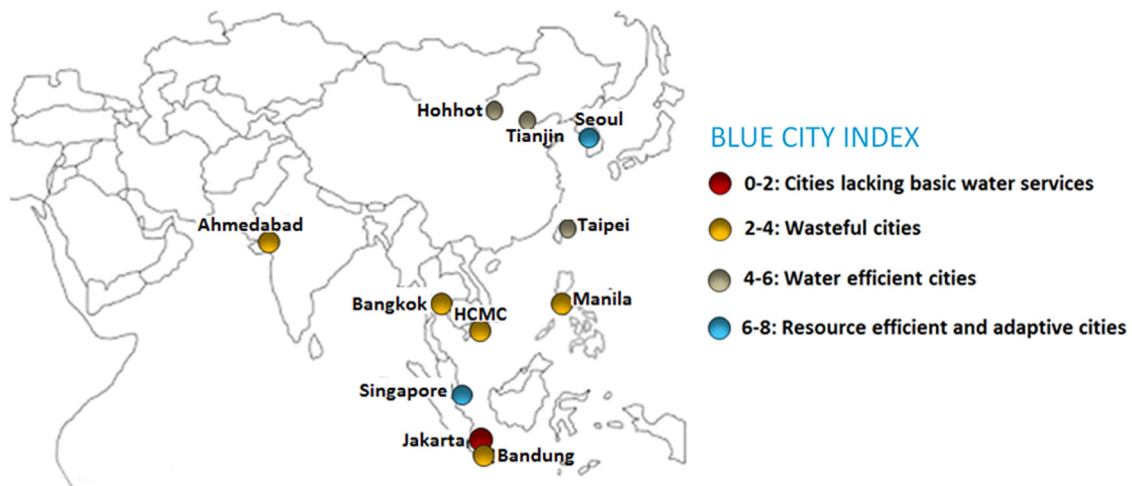 Hohhot
Tianjin
Seoul
Ahmedabad
Taipei
Bangkok
HCMC
Manila
Singapore
Jakarta
Bandung
BLUE CITY INDEX
0-2: Cities lacking basic water services
2-4: Wasteful cities
4-6: Water efficient cities
6-8: Resource efficient and adaptive cities